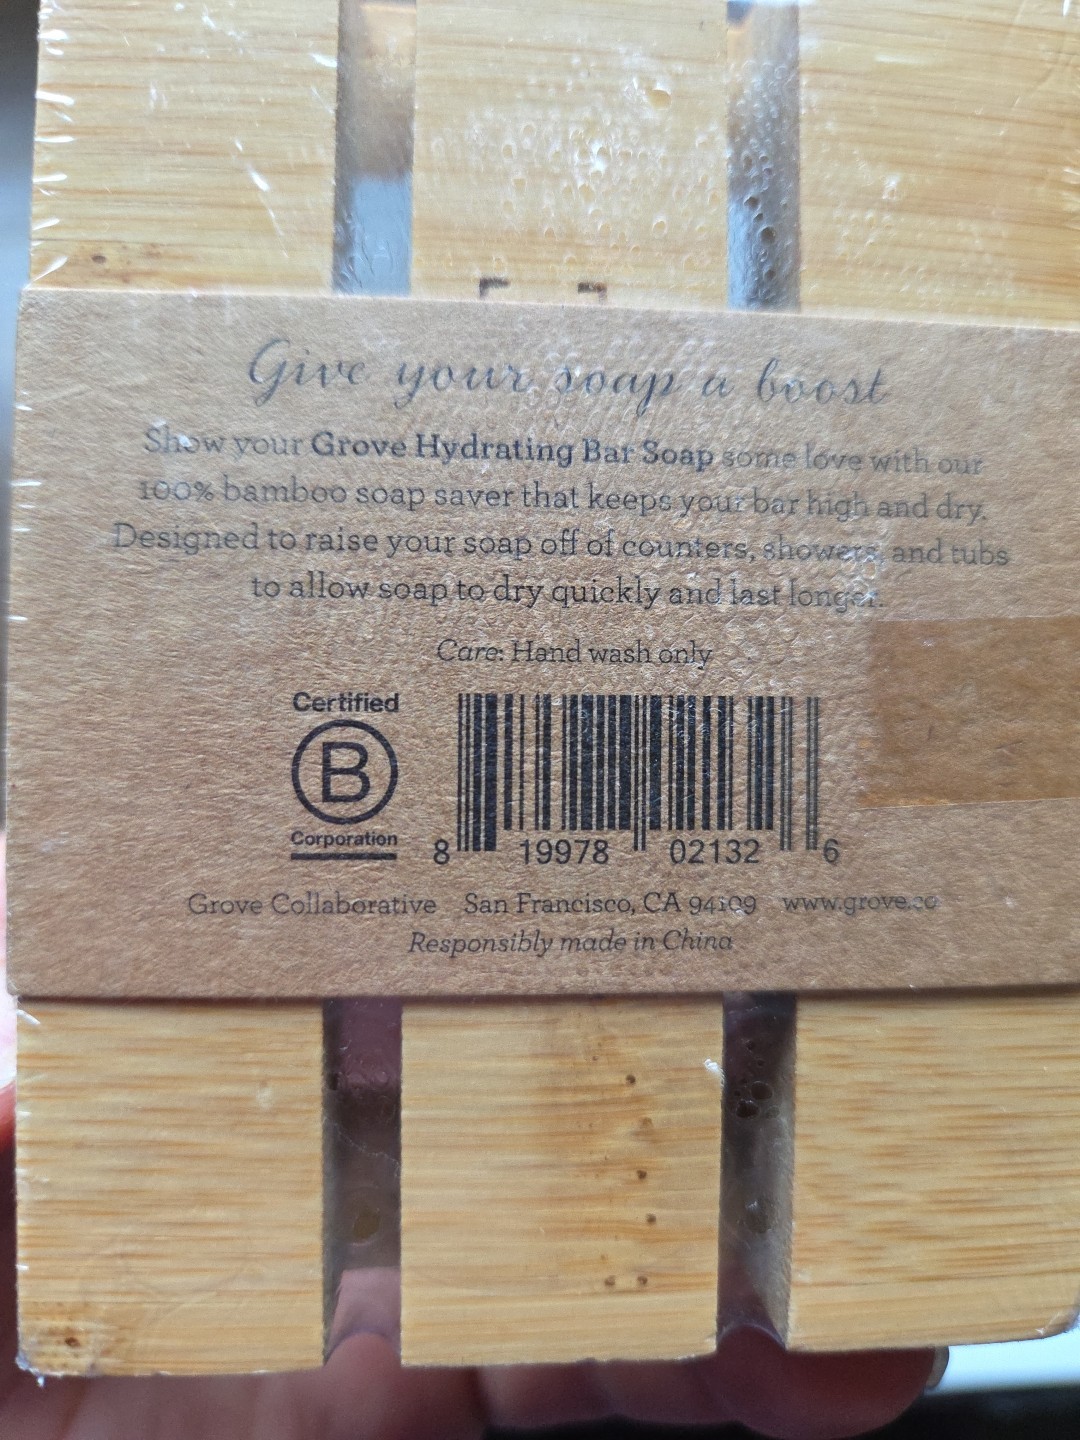 Give your soap a boost
Show your Grove Hydrating Bar Soap some love with our
100% bamboo soap saver that keeps your bar high and dry.
Designed to raise your soap off of counters, showers, and tubs
to allow soap to dry quickly and last longer.
Care: Hand wash only
Certified
B
Corporation
8 19978 02132 6
Grove Collaborative San Francisco, CA 94109 www.grove.co
Responsibly made in China